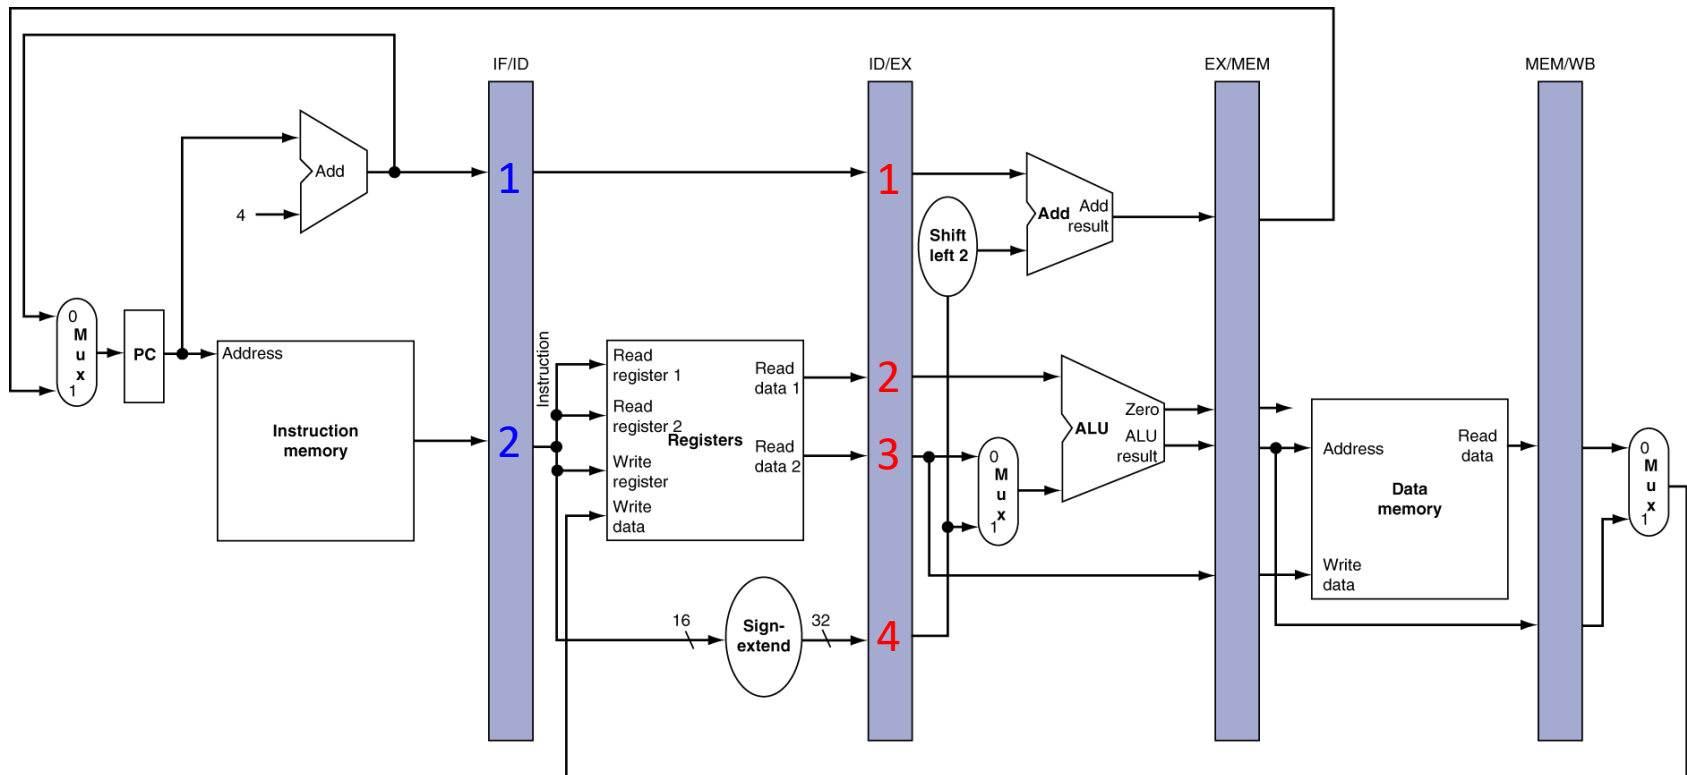 IF/ID
ID/EX
EX/MEM
MEM/WB
Add
4
1
1
Shift
left 2
Add
Add
result
0
M
u
x
1
PC
Address
Instruction
memory
2
Instruction
Read
register 1
Read
register 2
Write
register
Write
data
Registers
Read
data 1
Read
data 2
2
3
0
M
u
x
1
Zero
ALU
ALU
result
Address
Read
data
Data
memory
Write
data
0
M
u
x
1
16
Sign-
extend
32
4